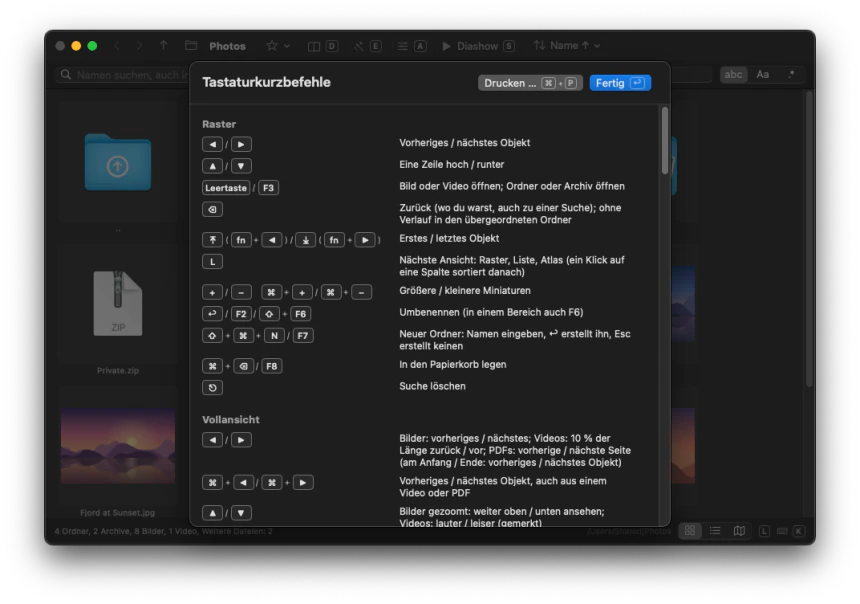 Photos
D
E
A
Diashow 5
Name
Namen suchen, auch in
abc Aa .*
Tastaturkurzbefehle
Drucken ... ⌘ + P
Fertig ↩
Raster
◀ / ▶ Vorheriges / nächstes Objekt
▲ / ▼ Eine Zeile hoch / runter
Leertaste / F3 Bild oder Video öffnen; Ordner oder Archiv öffnen
⌫ Zurück (wo du warst, auch zu einer Suche); ohne
Verlauf in den übergeordneten Ordner
⤒ ( fn + ◀ ) / ⤓ ( fn + ▶ ) Erstes / letztes Objekt
L Nächste Ansicht: Raster, Liste, Atlas (ein Klick auf
eine Spalte sortiert danach)
+ / − ⌘ + + / ⌘ + − Größere / kleinere Miniaturen
↩ / F2 / ⇧ + F6 Umbenennen (in einem Bereich auch F6)
⇧ + ⌘ + N / F7 Neuer Ordner: Namen eingeben, ↩ erstellt ihn, Esc
erstellt keinen
⌘ + ⌫ / F8 In den Papierkorb legen
⎋ Suche löschen
Vollansicht
◀ / ▶ Bilder: vorheriges / nächstes; Videos: 10 % der
Länge zurück / vor; PDFs: vorherige / nächste Seite
(am Anfang / Ende: vorheriges / nächstes Objekt)
⌘ + ◀ / ⌘ + ▶ Vorheriges / nächstes Objekt, auch aus einem
Video oder PDF
▲ / ▼ Bilder gezoomt: weiter oben / unten ansehen;
Videos: lauter / leiser (gemerkt)
..
ZIP
Private.zip
Fjord at Sunset.jpg
4 Ordner, 2 Archive, 8 Bilder, 1 Video, Weitere Dateien: 2
/Users/Shared/Photos
L
K